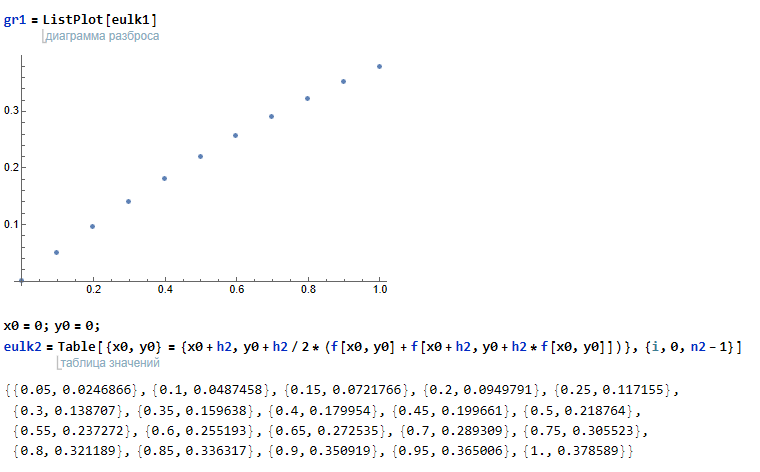 gr1 = ListPlot[eulk1]
диаграмма разброса
0.3
0.2
0.1
0.2 0.4 0.6 0.8 1.0
x0 = 0; y0 = 0;
eulk2 = Table[{x0, y0} = {x0 + h2, y0 + h2 / 2 * (f[x0, y0] + f[x0 + h2, y0 + h2 * f[x0, y0]])}, {i, 0, n2 - 1}]
таблица значений
{{0.05, 0.0246866}, {0.1, 0.0487458}, {0.15, 0.0721766}, {0.2, 0.0949791}, {0.25, 0.117155},
{0.3, 0.138707}, {0.35, 0.159638}, {0.4, 0.179954}, {0.45, 0.199661}, {0.5, 0.218764},
{0.55, 0.237272}, {0.6, 0.255193}, {0.65, 0.272535}, {0.7, 0.289309}, {0.75, 0.305523},
{0.8, 0.321189}, {0.85, 0.336317}, {0.9, 0.350919}, {0.95, 0.365006}, {1., 0.378589}}